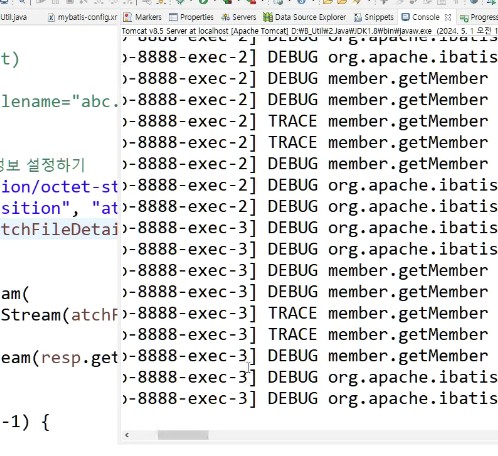 Util.java mybatis-config.xr Markers Properties Servers Data Source Explorer Snippets Console Progress
Tomcat v8.5 Server at localhost [Apache Tomcat] (2024. 5. 1 오전
t)
lename="abc.
정보 설정하기
ion/octet-st
sition", "at
tchFileDetai
am(
Stream(atchF
eam(resp.get
-1) {
-8888-exec-2] DEBUG org.apache.ibatis
-8888-exec-2] DEBUG org.apache.ibatis
-8888-exec-2] DEBUG member.getMember
-8888-exec-2] DEBUG member.getMember
-8888-exec-2] TRACE member.getMember
-8888-exec-2] TRACE member.getMember
-8888-exec-2] DEBUG member.getMember
-8888-exec-2] DEBUG org.apache.ibatis
-8888-exec-2] DEBUG org.apache.ibatis
-8888-exec-3] DEBUG org.apache.ibatis
-8888-exec-3] DEBUG org.apache.ibatis
-8888-exec-3] DEBUG member.getMember
-8888-exec-3] DEBUG member.getMember
-8888-exec-3] TRACE member.getMember
-8888-exec-3] TRACE member.getMember
-8888-exec-3] DEBUG member.getMember
-8888-exec-3] DEBUG org.apache.ibatis
-8888-exec-3] DEBUG org.apache.ibatis